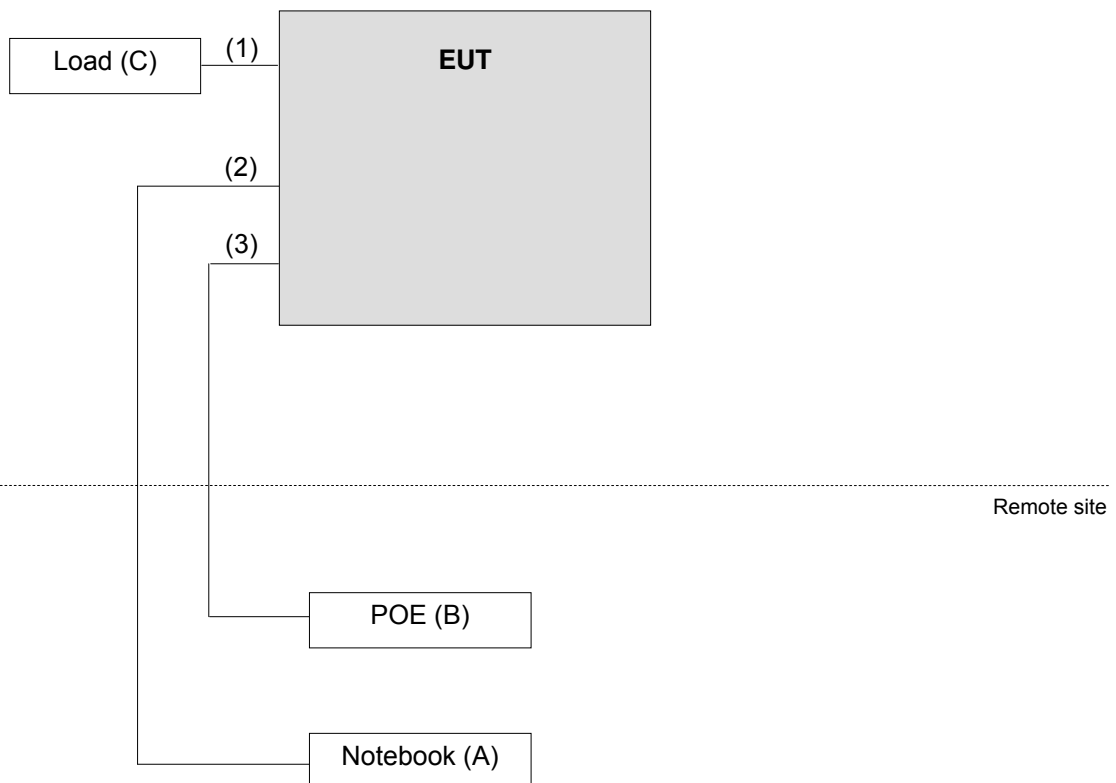 Load (C)
(1)
EUT
(2)
(3)
Remote site
POE (B)
Notebook (A)